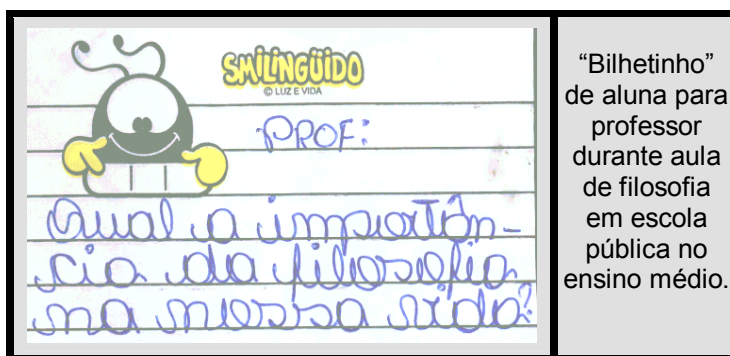 SMILINGÜIDO
© LUZ E VIDA
PROF:
Qual a importân-
cia da filosofia
na nossa vida?
“Bilhetinho”
de aluna para
professor
durante aula
de filosofia
em escola
pública no
ensino médio.